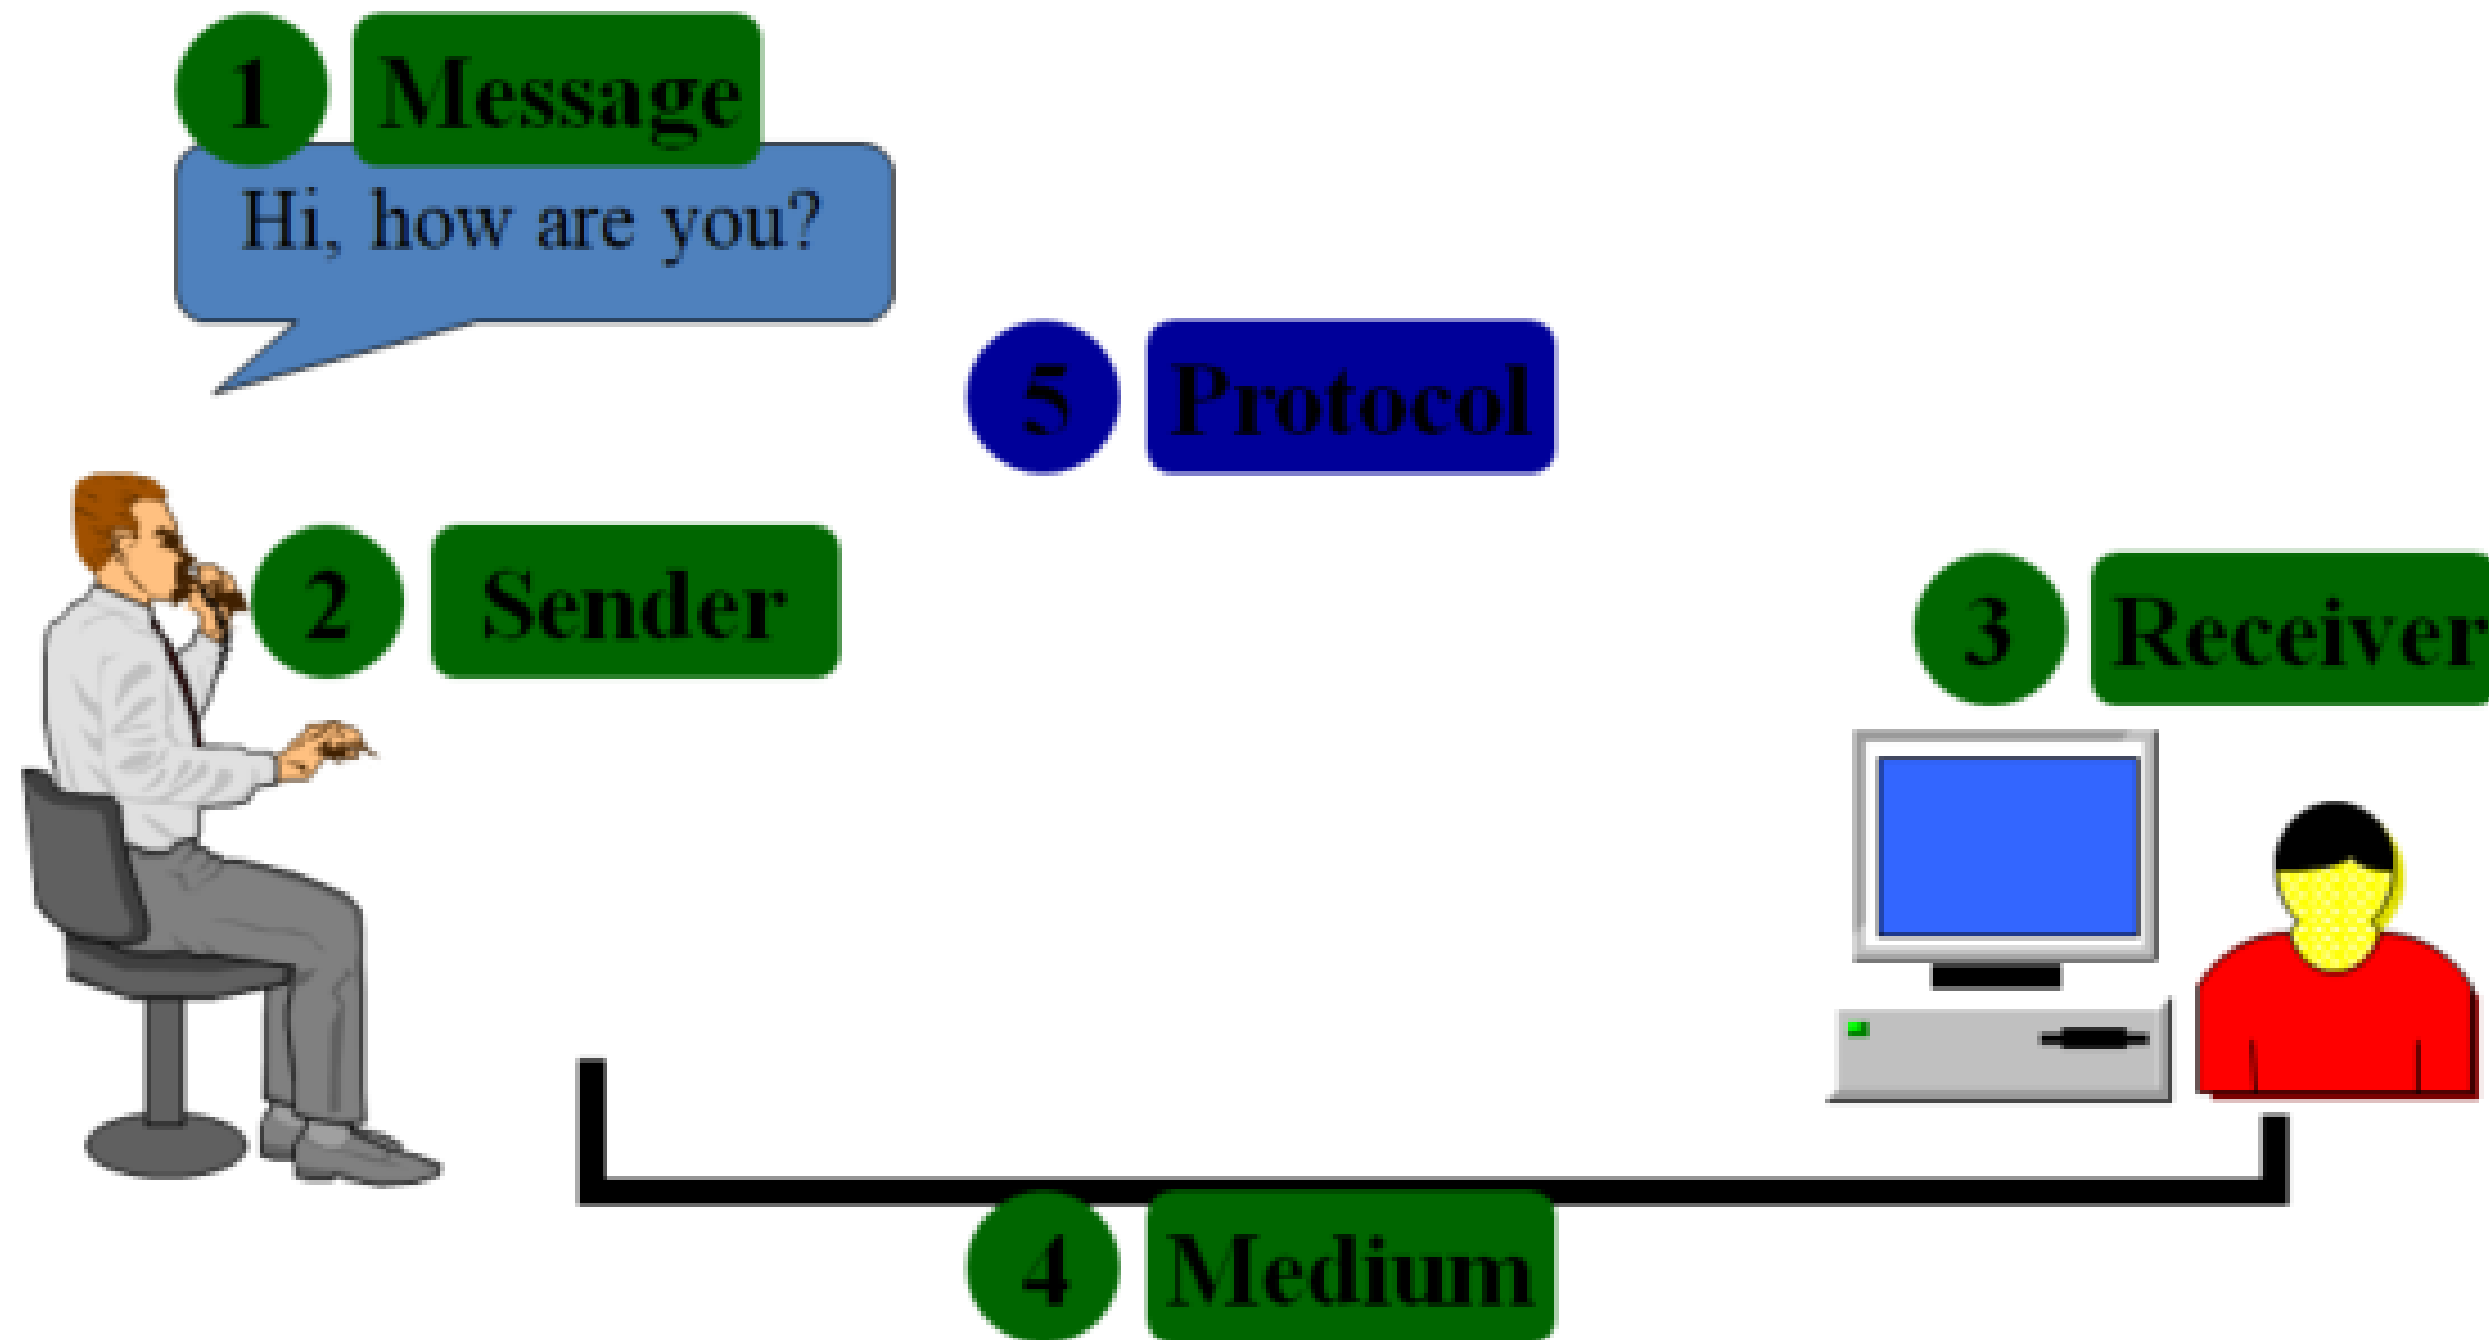 1 Message
Hi, how are you?
5 Protocol
2 Sender
3 Receiver
4 Medium